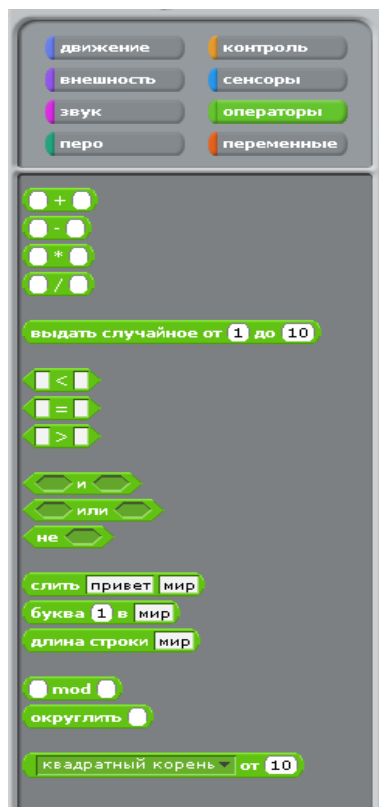 движение контроль
внешность сенсоры
звук операторы
перо переменные
+
-
*
/
выдать случайное от 1 до 10
<
=
>
и
или
не
слить привет мир
буква 1 в мир
длина строки мир
mod
округлить
квадратный корень от 10